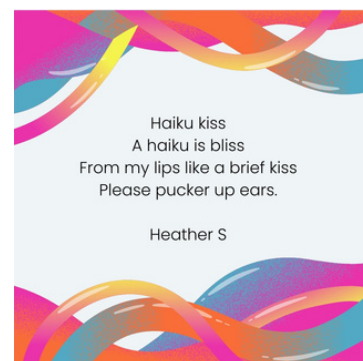 Haiku kiss
A haiku is bliss
From my lips like a brief kiss
Please pucker up ears.
Heather S